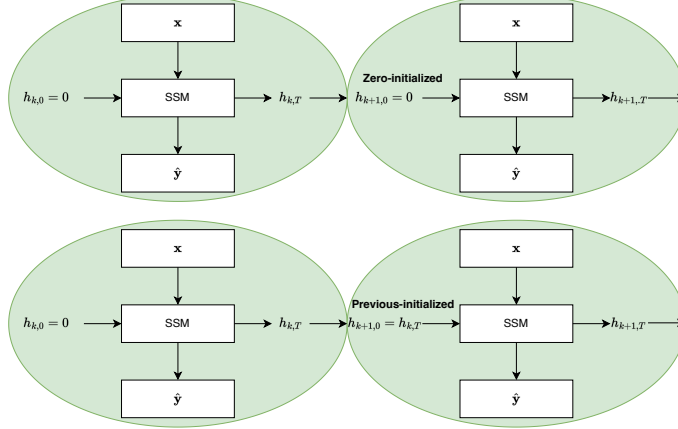 x
Zero-initialized
h_{k,0} = 0
SSM
h_{k,T}
h_{k+1,0} = 0
SSM
h_{k+1,.T}
ŷ
ŷ
x
x
Previous-initialized
h_{k,0} = 0
SSM
h_{k,T}
h_{k+1,0} = h_{k,T}
SSM
h_{k+1,T}
ŷ
ŷ